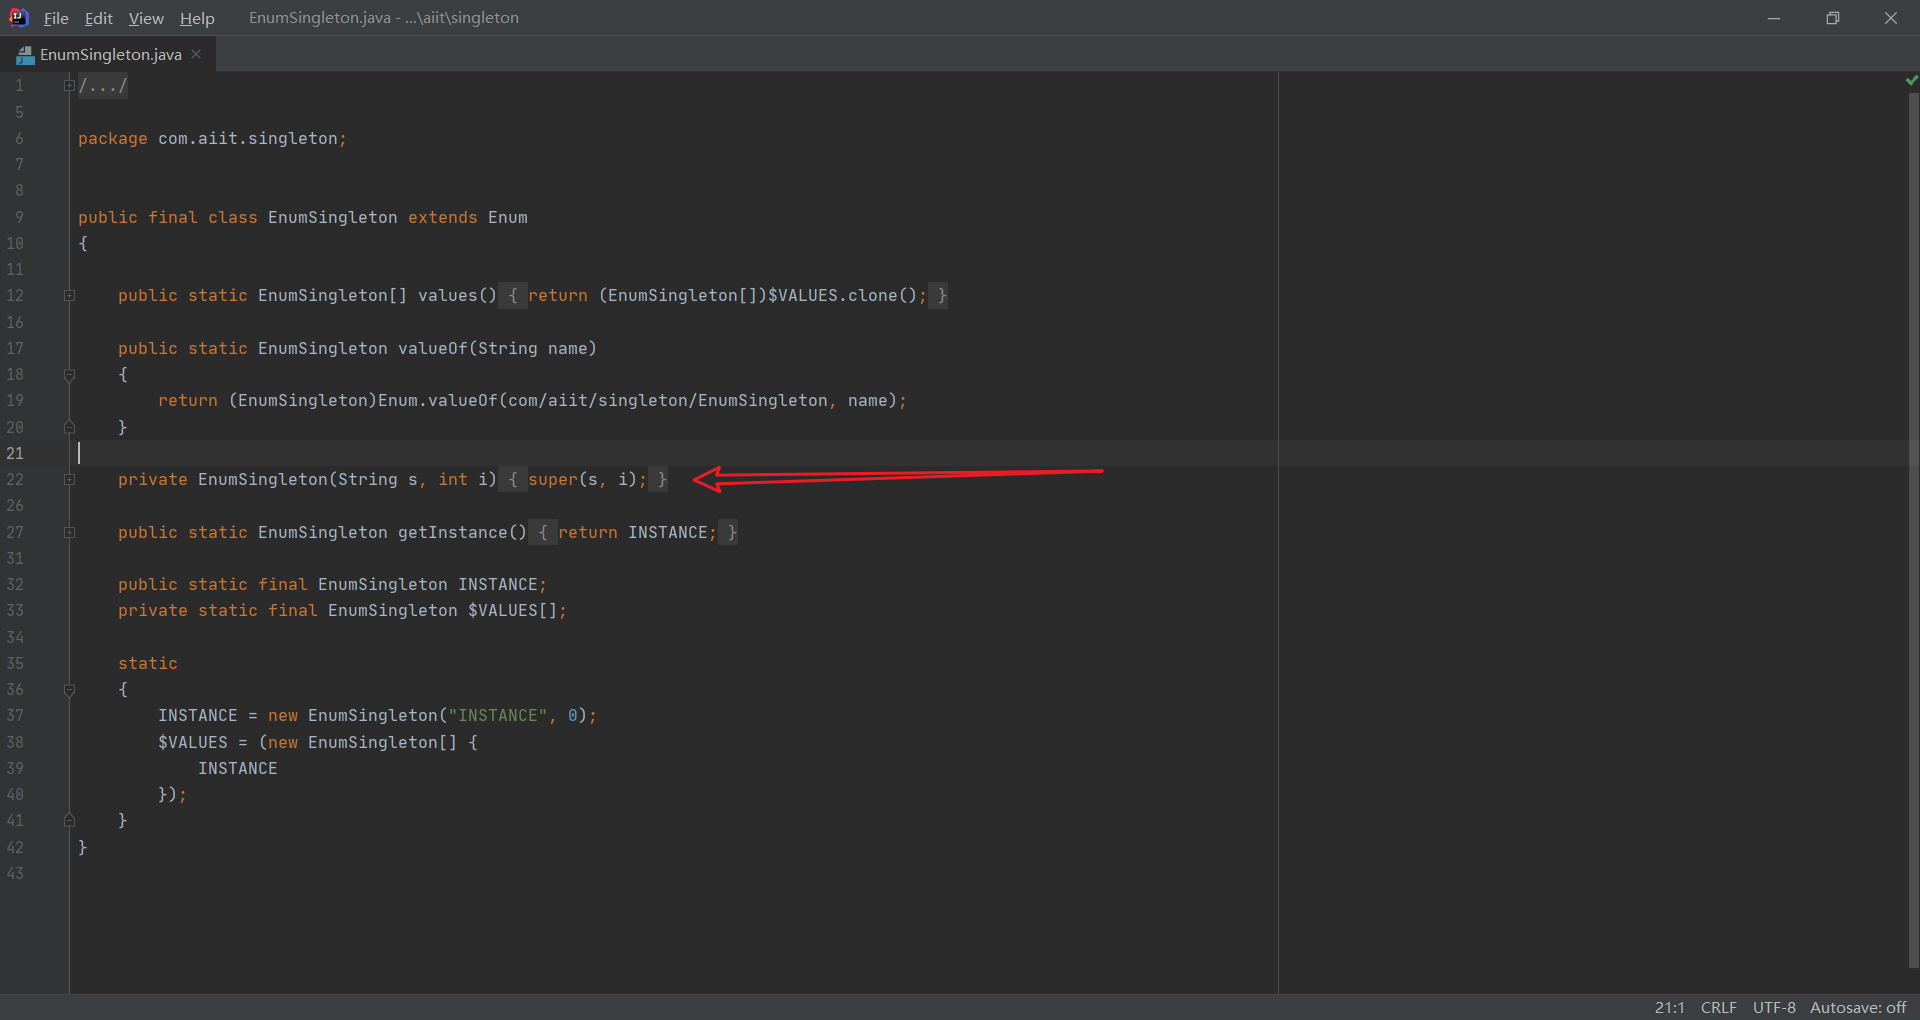 File Edit View Help EnumSingleton.java - ...\aiit\singleton
EnumSingleton.java
1 /.../
5
6 package com.aiit.singleton;
7
8
9 public final class EnumSingleton extends Enum
10 {
11
12 public static EnumSingleton[] values() { return (EnumSingleton[])$VALUES.clone(); }
16
17 public static EnumSingleton valueOf(String name)
18 {
19 return (EnumSingleton)Enum.valueOf(com/aiit/singleton/EnumSingleton, name);
20 }
21
22 private EnumSingleton(String s, int i) { super(s, i); }
26
27 public static EnumSingleton getInstance() { return INSTANCE; }
31
32 public static final EnumSingleton INSTANCE;
33 private static final EnumSingleton $VALUES[];
34
35 static
36 {
37 INSTANCE = new EnumSingleton("INSTANCE", 0);
38 $VALUES = (new EnumSingleton[] {
39 INSTANCE
40 });
41 }
42 }
43
21:1 CRLF UTF-8 Autosave: off